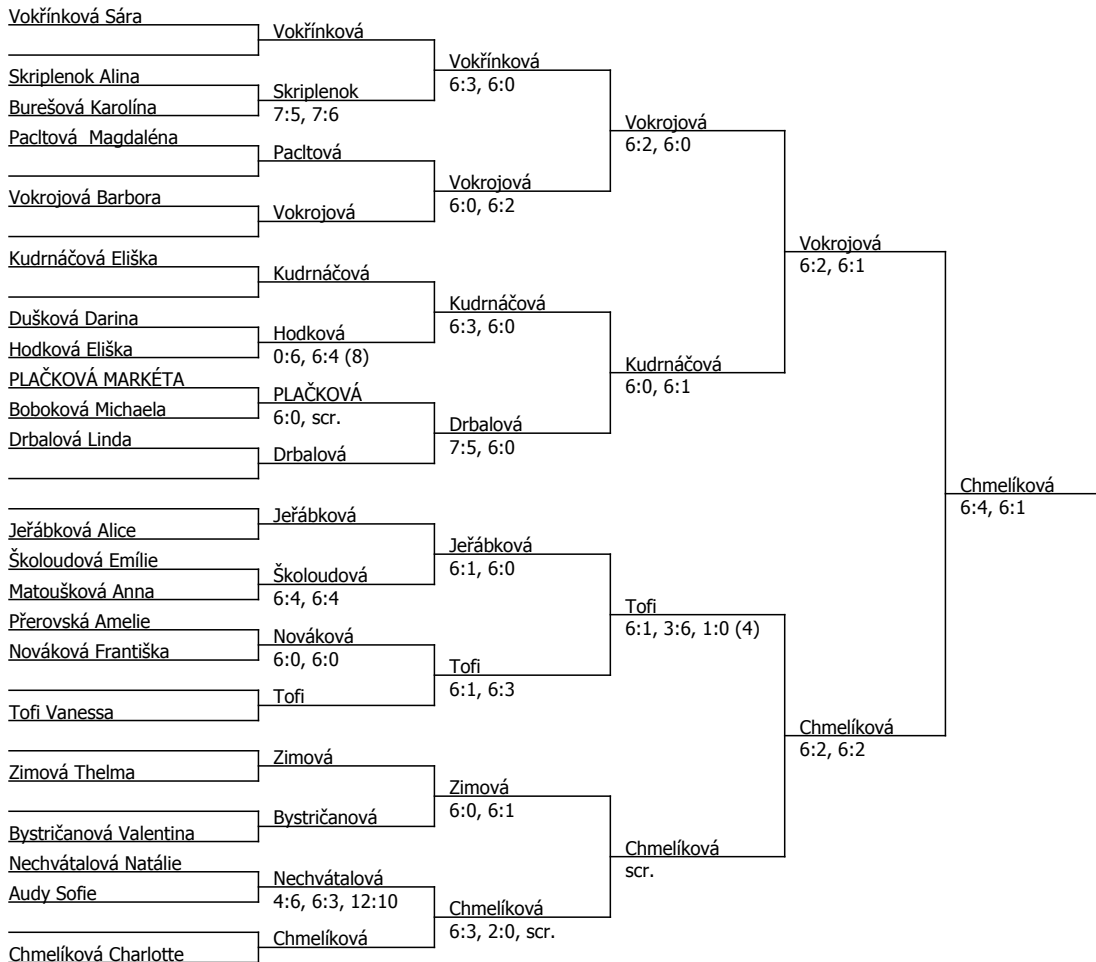 Vokřínková Sára
Skriplenok Alina
Burešová Karolína
Pacltová  Magdaléna
Vokrojová Barbora
Kudrnáčová Eliška
Dušková Darina
Hodková Eliška
PLAČKOVÁ MARKÉTA
Boboková Michaela
Drbalová Linda
Jeřábková Alice
Školoudová Emílie
Matoušková Anna
Přerovská Amelie
Nováková Františka
Tofi Vanessa
Zimová Thelma
Bystričanová Valentina
Nechvátalová Natálie
Audy Sofie
Chmelíková Charlotte
Vokřínková
Skriplenok
7:5, 7:6
Pacltová
Vokrojová
Kudrnáčová
Hodková
0:6, 6:4 (8)
PLAČKOVÁ
6:0, scr.
Drbalová
Jeřábková
Školoudová
6:4, 6:4
Nováková
6:0, 6:0
Tofi
Zimová
Bystričanová
Nechvátalová
4:6, 6:3, 12:10
Chmelíková
Vokřínková
6:3, 6:0
Vokrojová
6:0, 6:2
Kudrnáčová
6:3, 6:0
Drbalová
7:5, 6:0
Jeřábková
6:1, 6:0
Tofi
6:1, 6:3
Zimová
6:0, 6:1
Chmelíková
6:3, 2:0, scr.
Vokrojová
6:2, 6:0
Kudrnáčová
6:0, 6:1
Tofi
6:1, 3:6, 1:0 (4)
Chmelíková
scr.
Vokrojová
6:2, 6:1
Chmelíková
6:2, 6:2
Chmelíková
6:4, 6:1